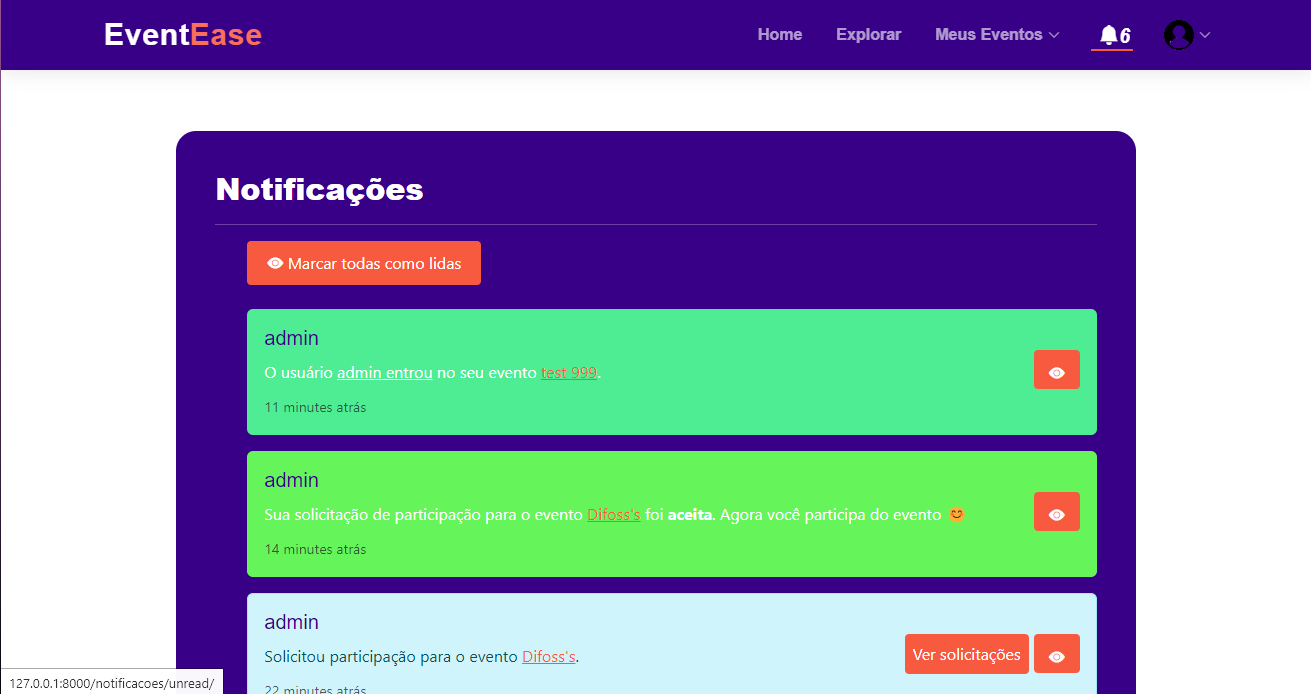 EventEase
Home Explorar Meus Eventos 6
Notificações
Marcar todas como lidas
admin
O usuário admin entrou no seu evento test 999.
11 minutes atrás
admin
Sua solicitação de participação para o evento Difoss's foi aceita. Agora você participa do evento 😊
14 minutes atrás
admin
Solicitou participação para o evento Difoss's.
Ver solicitações
22 minutes atrás
127.0.0.1:8000/notificacoes/unread/